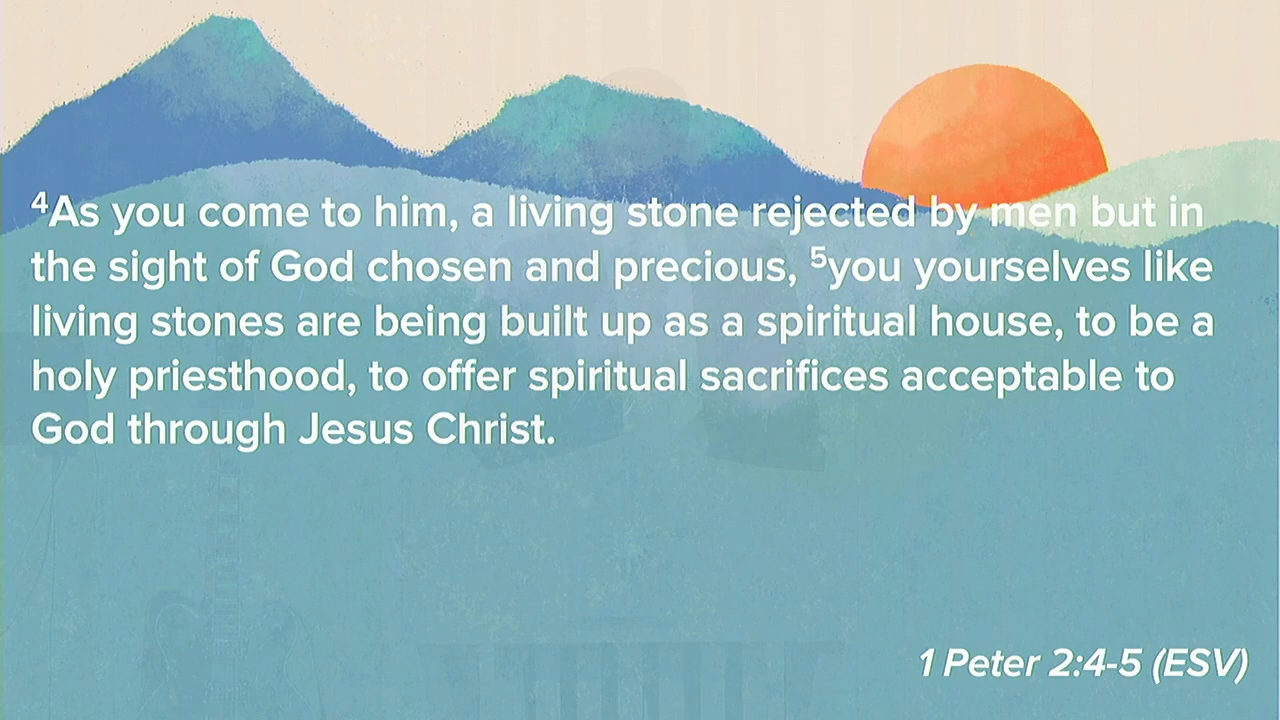 ⁴As you come to him, a living stone rejected by men but in
the sight of God chosen and precious, ⁵you yourselves like
living stones are being built up as a spiritual house, to be a
holy priesthood, to offer spiritual sacrifices acceptable to
God through Jesus Christ.
1 Peter 2:4-5 (ESV)